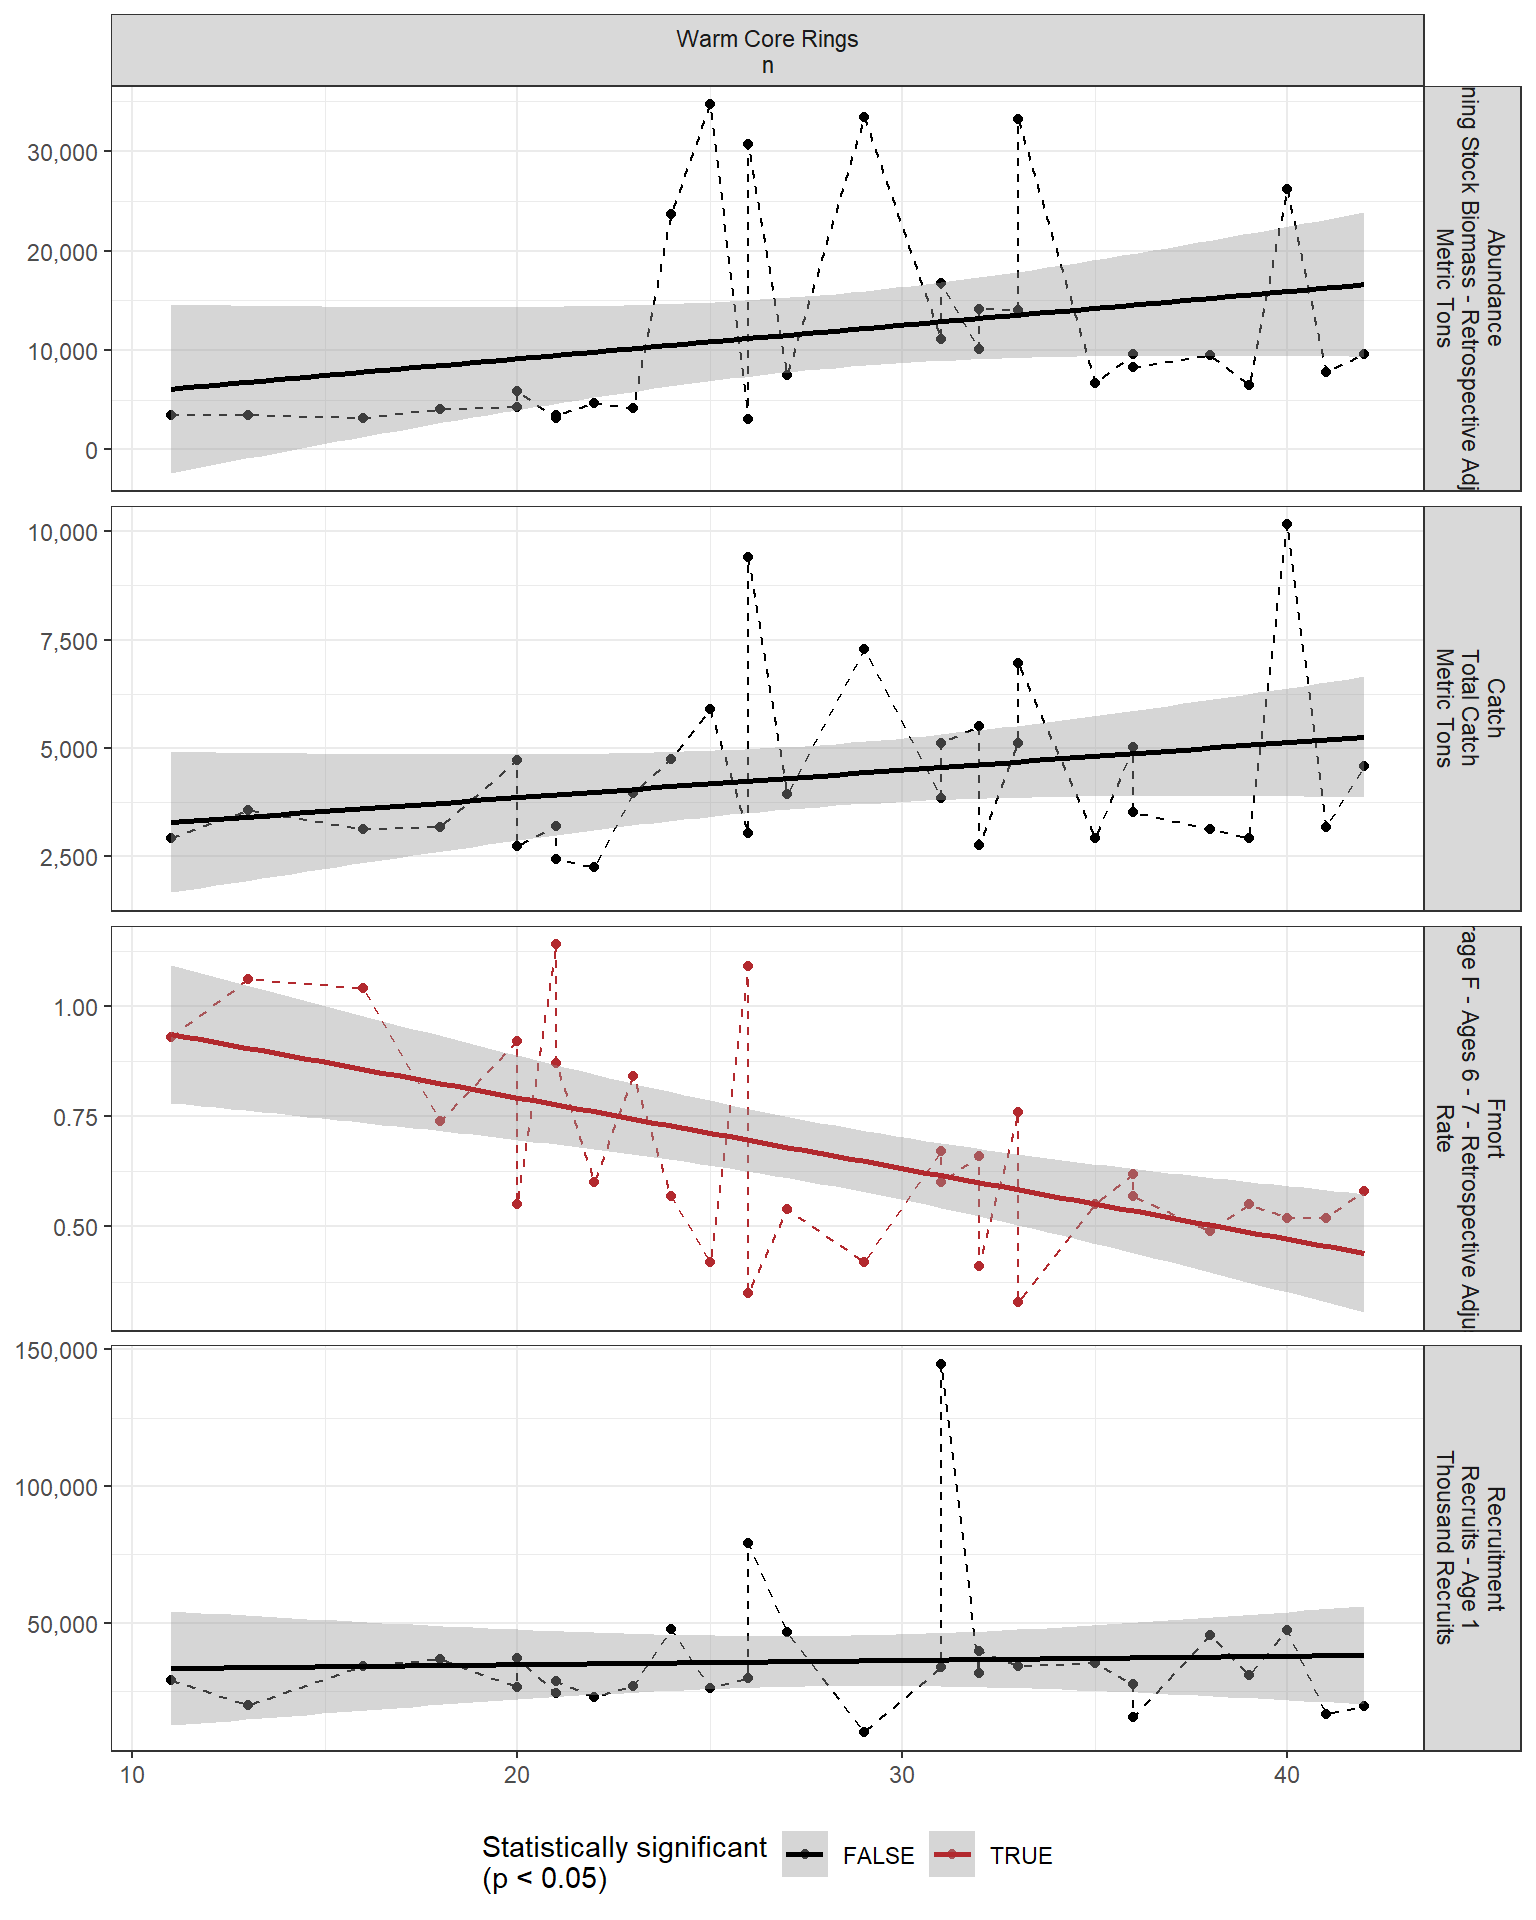 Warm Core Rings
n
30,000
20,000
10,000
0
Abundance
ning Stock Biomass - Retrospective Adj
Metric Tons
10,000
7,500
5,000
2,500
Catch
Total Catch
Metric Tons
1.00
0.75
0.50
Fmort
rage F - Ages 6 - 7 - Retrospective Adju
Rate
150,000
100,000
50,000
Recruitment
Recruits - Age 1
Thousand Recruits
10 20 30 40
Statistically significant
(p < 0.05)
FALSE TRUE